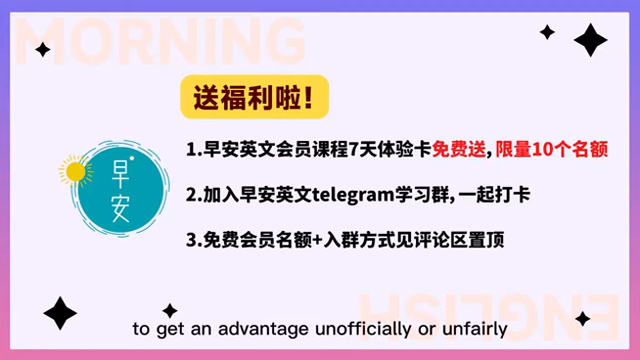 MORNING
送福利啦!
1.早安英文会员课程7天体验卡免费送,限量10个名额
早安
2.加入早安英文telegram学习群,一起打卡
3.免费会员名额+入群方式见评论区置顶
ENGLISH
to get an advantage unofficially or unfairly